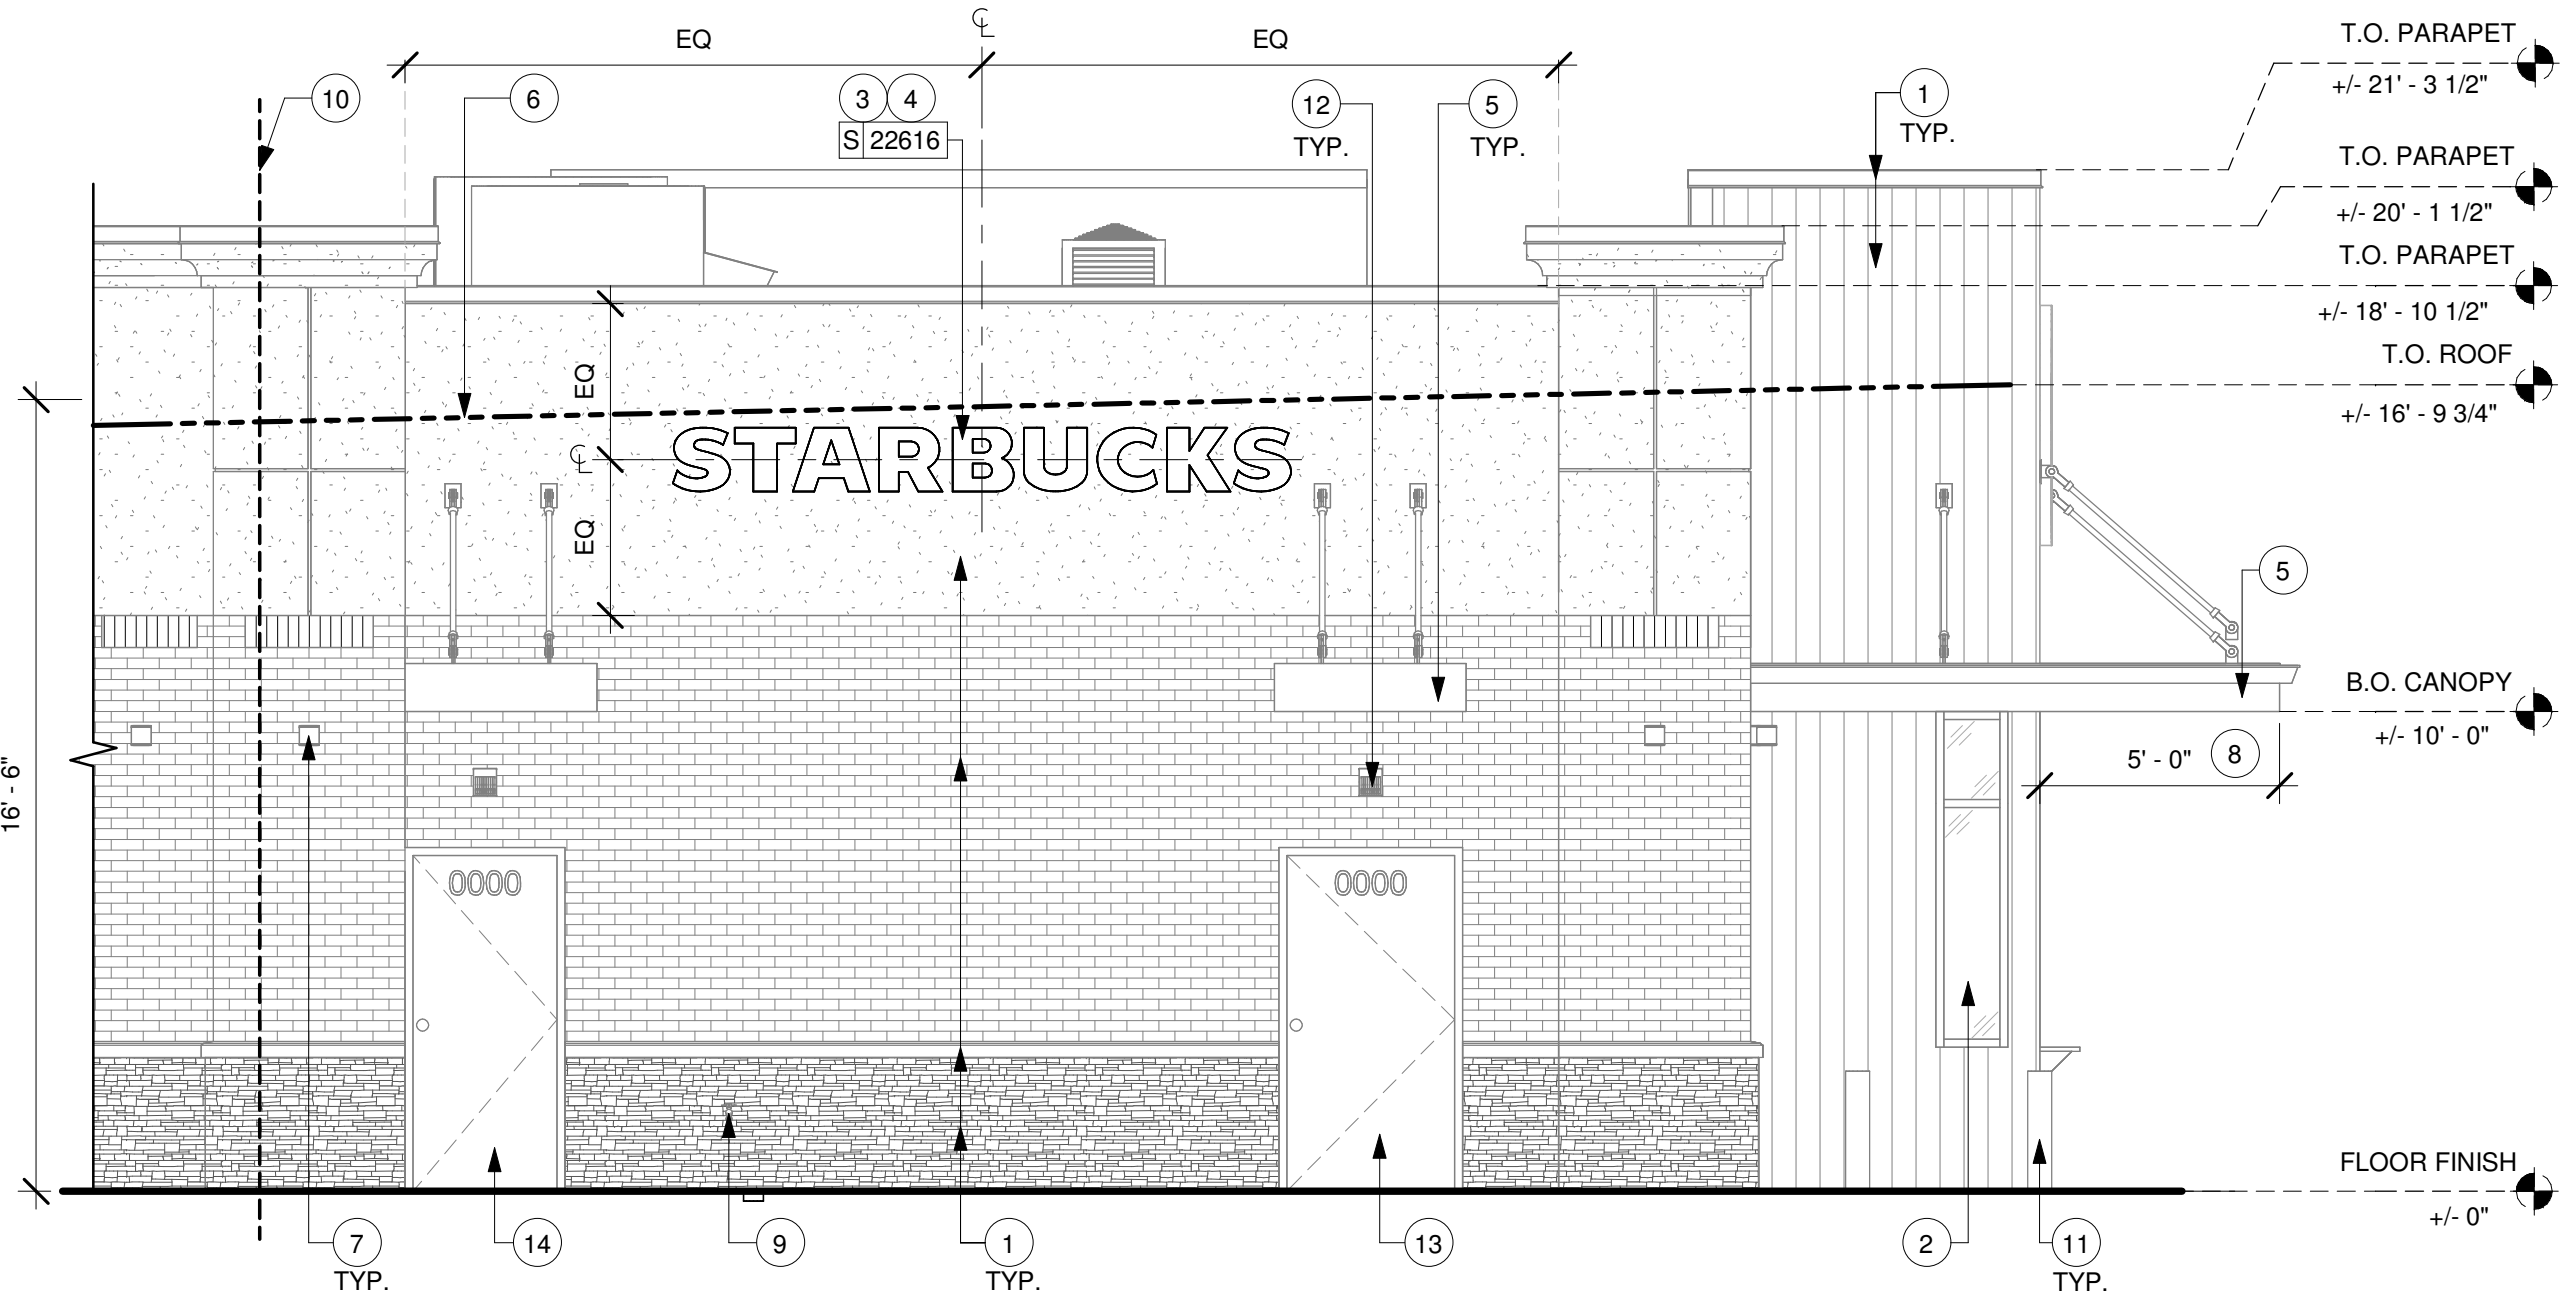 ℄
EQ
EQ
T.O. PARAPET
+/- 21' - 3 1/2"
10
6
3 4
S 22616
12
TYP.
5
TYP.
1
TYP.
T.O. PARAPET
+/- 20' - 1 1/2"
T.O. PARAPET
+/- 18' - 10 1/2"
T.O. ROOF
+/- 16' - 9 3/4"
EQ
℄
STARBUCKS
EQ
5
B.O. CANOPY
+/- 10' - 0"
5' - 0" 8
16' - 6"
0000
0000
FLOOR FINISH
+/- 0"
7
TYP.
14
9
1
TYP.
13
2
11
TYP.